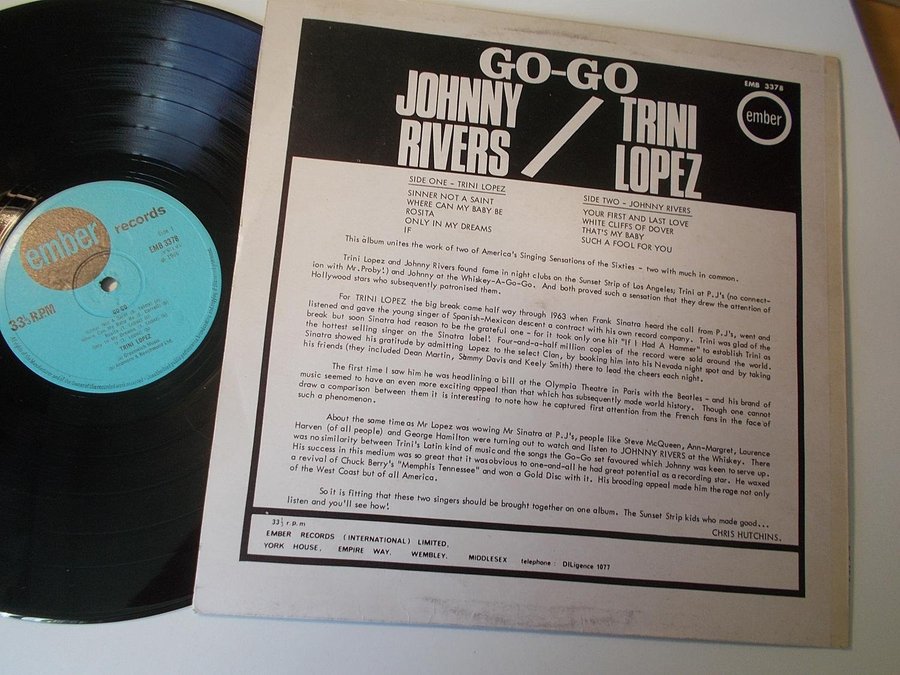 GO-GO
JOHNNY
RIVERS
/
TRINI
LOPEZ
EMB 3378
ember
SIDE ONE - TRINI LOPEZ
SINNER NOT A SAINT
WHERE CAN MY BABY BE
ROSITA
ONLY IN MY DREAMS
IF
SIDE TWO - JOHNNY RIVERS
YOUR FIRST AND LAST LOVE
WHITE CLIFFS OF DOVER
THAT'S MY BABY
SUCH A FOOL FOR YOU
This album unites the work of two of America's Singing Sensations of the Sixties - two with much in common.
Trini Lopez and Johnny Rivers found fame in night clubs on the Sunset Strip of Los Angeles; Trini at P.J's (no connect-
ion with Mr. Proby!) and Johnny at the Whiskey-A-Go-Go. And both proved such a sensation that they drew the attention of
Hollywood stars who subsequently patronised them.
For TRINI LOPEZ the big break came half way through 1963 when Frank Sinatra heard the call from P.J's, went and
listened and gave the young singer of Spanish-Mexican descent a contract with his own record company. Trini was glad of the
break but soon Sinatra had reason to be the grateful one - for it took only one hit "If I Had A Hammer" to establish Trini as
the hottest selling singer on the Sinatra label! Four-and-a-half million copies of the record were sold around the world.
Sinatra showed his gratitude by admitting Lopez to the select Clan, by booking him into his Nevada night spot and by taking
his friends (they included Dean Martin, Sammy Davis and Keely Smith) there to lead the cheers each night.
The first time I saw him he was headlining a bill at the Olympia Theatre in Paris with the Beatles - and his brand of
music seemed to have an even more exciting appeal than that which has subsequently made world history. Though one cannot
draw a comparison between them it is interesting to note how he captured first attention from the French fans in the face of
such a phenomenon.
About the same time as Mr Lopez was wowing Mr Sinatra at P.J's, people like Steve McQueen, Ann-Margret, Laurence
Harven (of all people) and George Hamilton were turning out to watch and listen to JOHNNY RIVERS at the Whiskey. There
was no similarity between Trini's Latin kind of music and the songs the Go-Go set favoured which Johnny was keen to serve up.
His success in this medium was so great that it was obvious to one-and-all he had great potential as a recording star. He waxed
a revival of Chuck Berry's "Memphis Tennessee" and won a Gold Disc with it. His brooding appeal made him the rage not only
of the West Coast but of all America.
So it is fitting that these two singers should be brought together on one album. The Sunset Strip kids who made good...
listen and you'll see how!
CHRIS HUTCHINS.
33⅓ r.p.m
EMBER RECORDS (INTERNATIONAL) LIMITED,
YORK HOUSE, EMPIRE WAY, WEMBLEY, MIDDLESEX telephone: DILigence 1077
ember records
EMB 3378
33⅓ RPM
GO-GO
TRINI LOPEZ